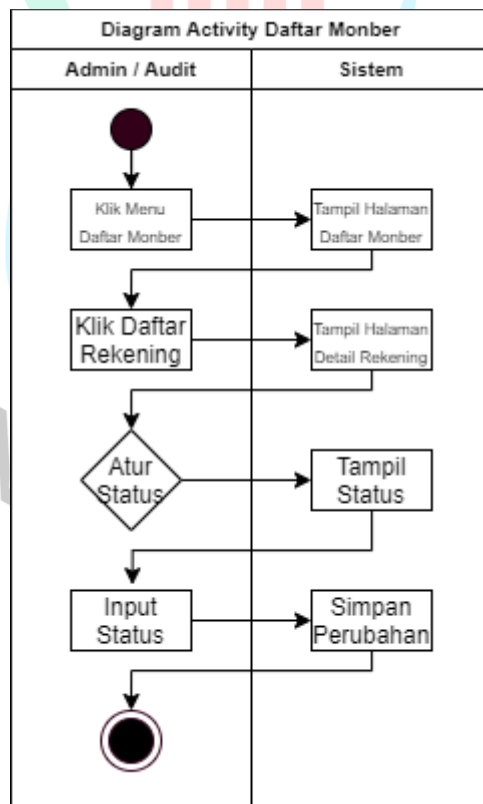 Diagram Activity Daftar Monber
Admin / Audit
Sistem
Klik Menu
Daftar Monber
Tampil Halaman
Daftar Monber
Klik Daftar
Rekening
Tampil Halaman
Detail Rekening
Atur
Status
Tampil
Status
Input
Status
Simpan
Perubahan